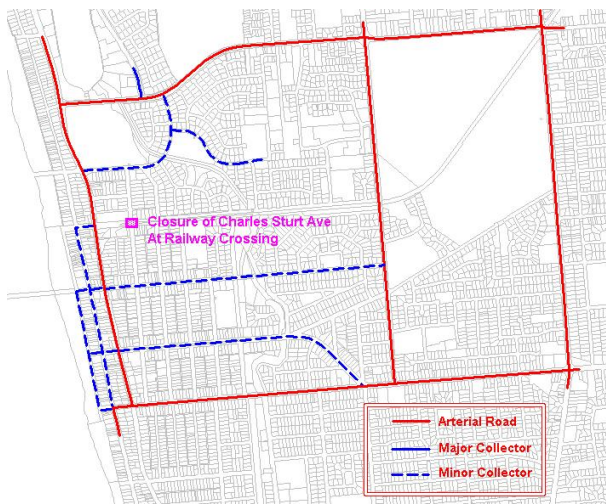 Closure of Charles Sturt Ave
At Railway Crossing
Arterial Road
Major Collector
Minor Collector